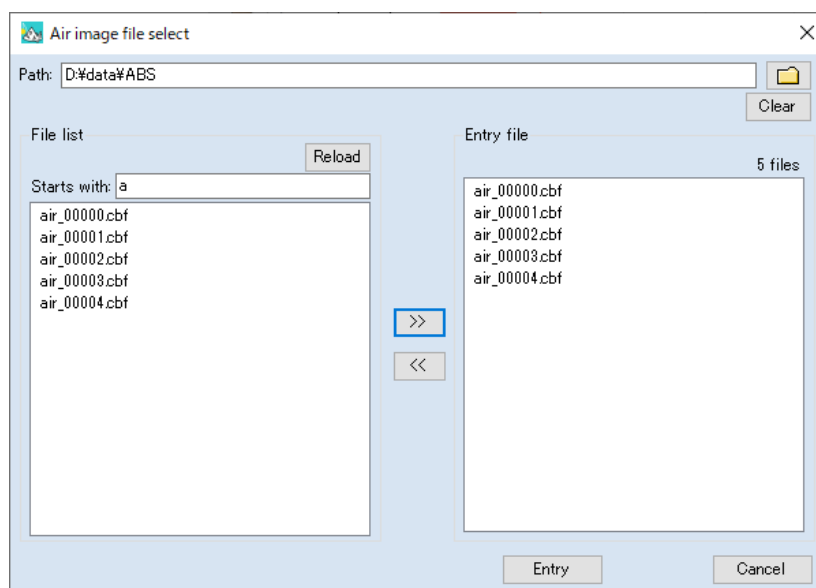 Air image file select
Path: D:¥data¥ABS
Clear
File list
Reload
Starts with: a
air_00000.cbf
air_00001.cbf
air_00002.cbf
air_00003.cbf
air_00004.cbf
>>
<<
Entry file
5 files
air_00000.cbf
air_00001.cbf
air_00002.cbf
air_00003.cbf
air_00004.cbf
Entry
Cancel